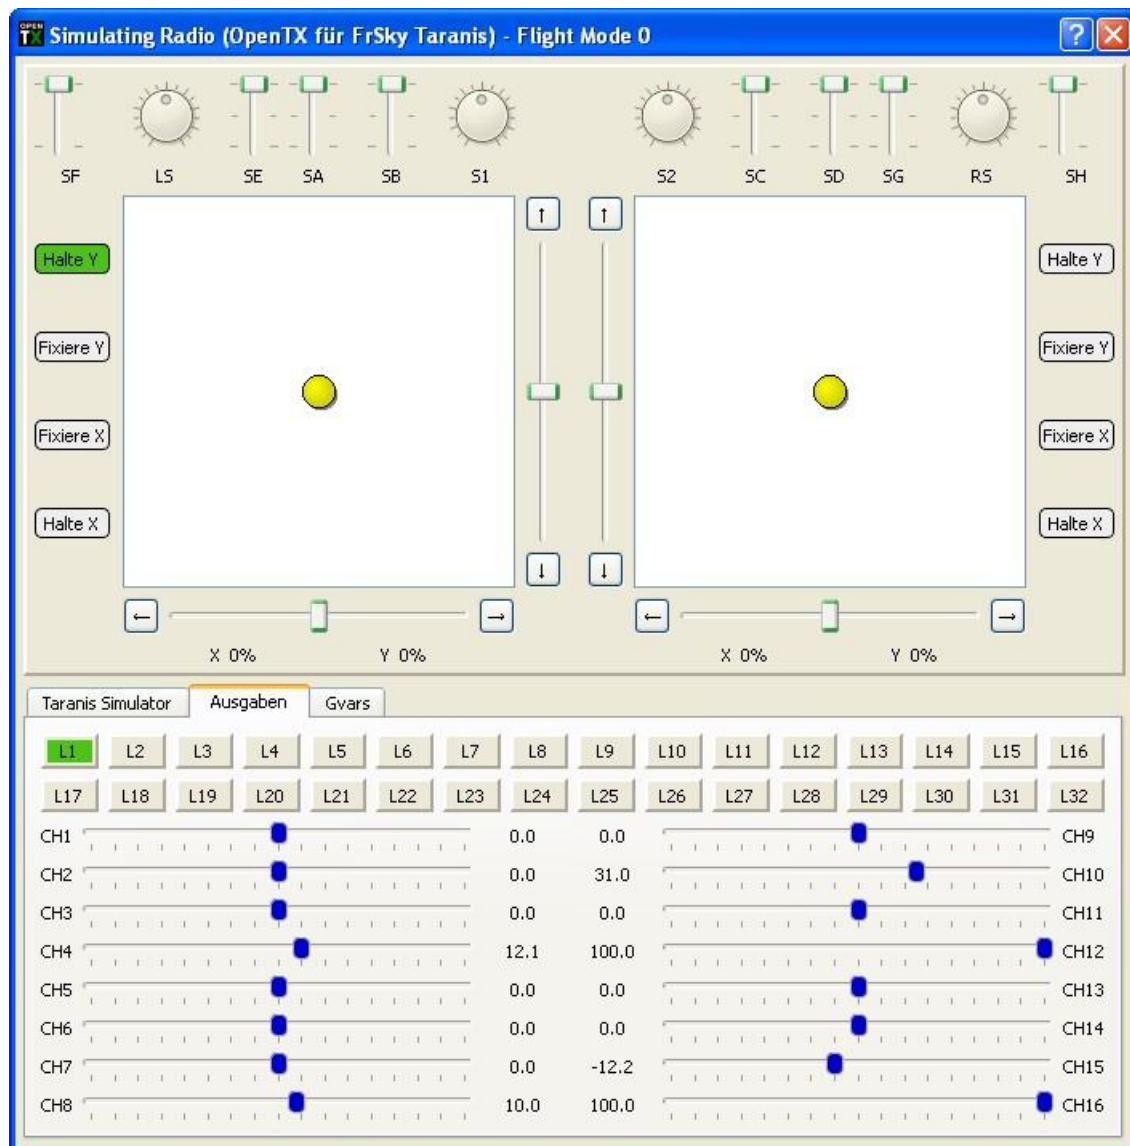 OPEN TX Simulating Radio (OpenTX für FrSky Taranis) - Flight Mode 0 ?
SF LS SE SA SB S1 S2 SC SD SG RS SH
↑ ↑
Halte Y Halte Y
Fixiere Y Fixiere Y
Fixiere X Fixiere X
Halte X Halte X
↓ ↓
← → ← →
X 0% Y 0% X 0% Y 0%
Taranis Simulator Ausgaben Gvars
L1 L2 L3 L4 L5 L6 L7 L8 L9 L10 L11 L12 L13 L14 L15 L16
L17 L18 L19 L20 L21 L22 L23 L24 L25 L26 L27 L28 L29 L30 L31 L32
CH1 0.0 0.0 CH9
CH2 0.0 31.0 CH10
CH3 0.0 0.0 CH11
CH4 12.1 100.0 CH12
CH5 0.0 0.0 CH13
CH6 0.0 0.0 CH14
CH7 0.0 -12.2 CH15
CH8 10.0 100.0 CH16